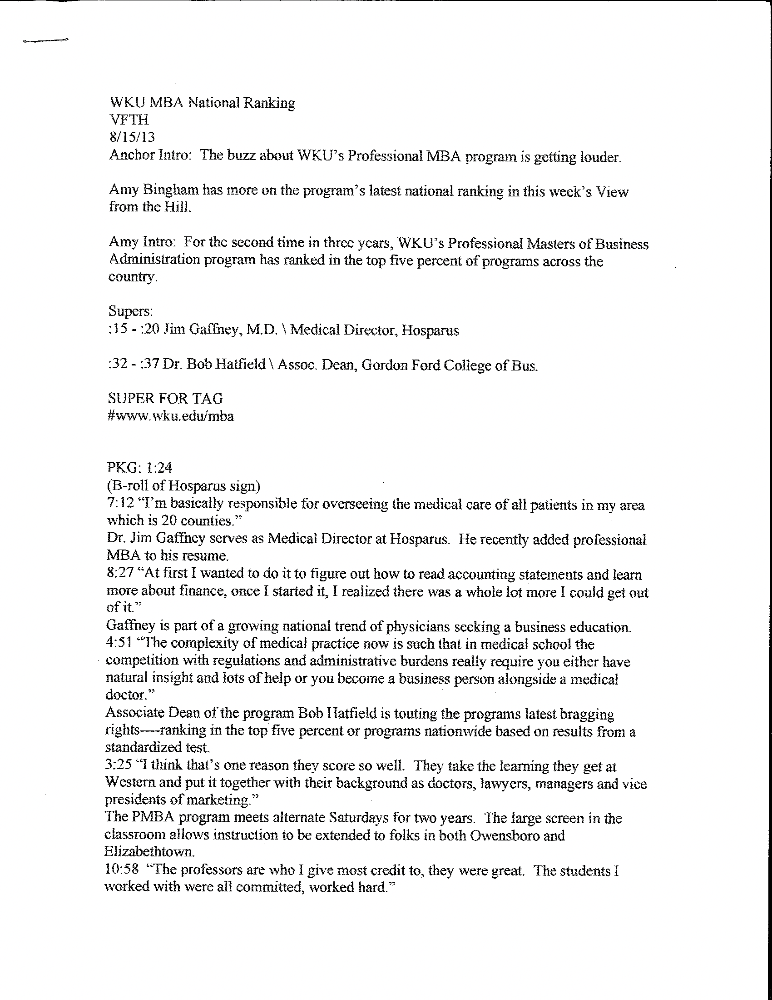 WKU MBA National Ranking
VFTH
8/15/13
Anchor Intro:  The buzz about WKU's Professional MBA program is getting louder.
Amy Bingham has more on the program's latest national ranking in this week's View
from the Hill.
Amy Intro:  For the second time in three years, WKU's Professional Masters of Business
Administration program has ranked in the top five percent of programs across the
country.
Supers:
:15 - :20 Jim Gaffney, M.D. \ Medical Director, Hosparus
:32 - :37 Dr. Bob Hatfield \ Assoc. Dean, Gordon Ford College of Bus.
SUPER FOR TAG
#www.wku.edu/mba
PKG:  1:24
(B-roll of Hosparus sign)
7:12 “I'm basically responsible for overseeing the medical care of all patients in my area
which is 20 counties.”
Dr. Jim Gaffney serves as Medical Director at Hosparus.  He recently added professional
MBA to his resume.
8:27 “At first I wanted to do it to figure out how to read accounting statements and learn
more about finance, once I started it, I realized there was a whole lot more I could get out
of it.”
Gaffney is part of a growing national trend of physicians seeking a business education.
4:51 “The complexity of medical practice now is such that in medical school the
competition with regulations and administrative burdens really require you either have
natural insight and lots of help or you become a business person alongside a medical
doctor.”
Associate Dean of the program Bob Hatfield is touting the programs latest bragging
rights----ranking in the top five percent or programs nationwide based on results from a
standardized test.
3:25 “I think that's one reason they score so well.  They take the learning they get at
Western and put it together with their background as doctors, lawyers, managers and vice
presidents of marketing.”
The PMBA program meets alternate Saturdays for two years.  The large screen in the
classroom allows instruction to be extended to folks in both Owensboro and
Elizabethtown.
10:58  “The professors are who I give most credit to, they were great.  The students I
worked with were all committed, worked hard.”